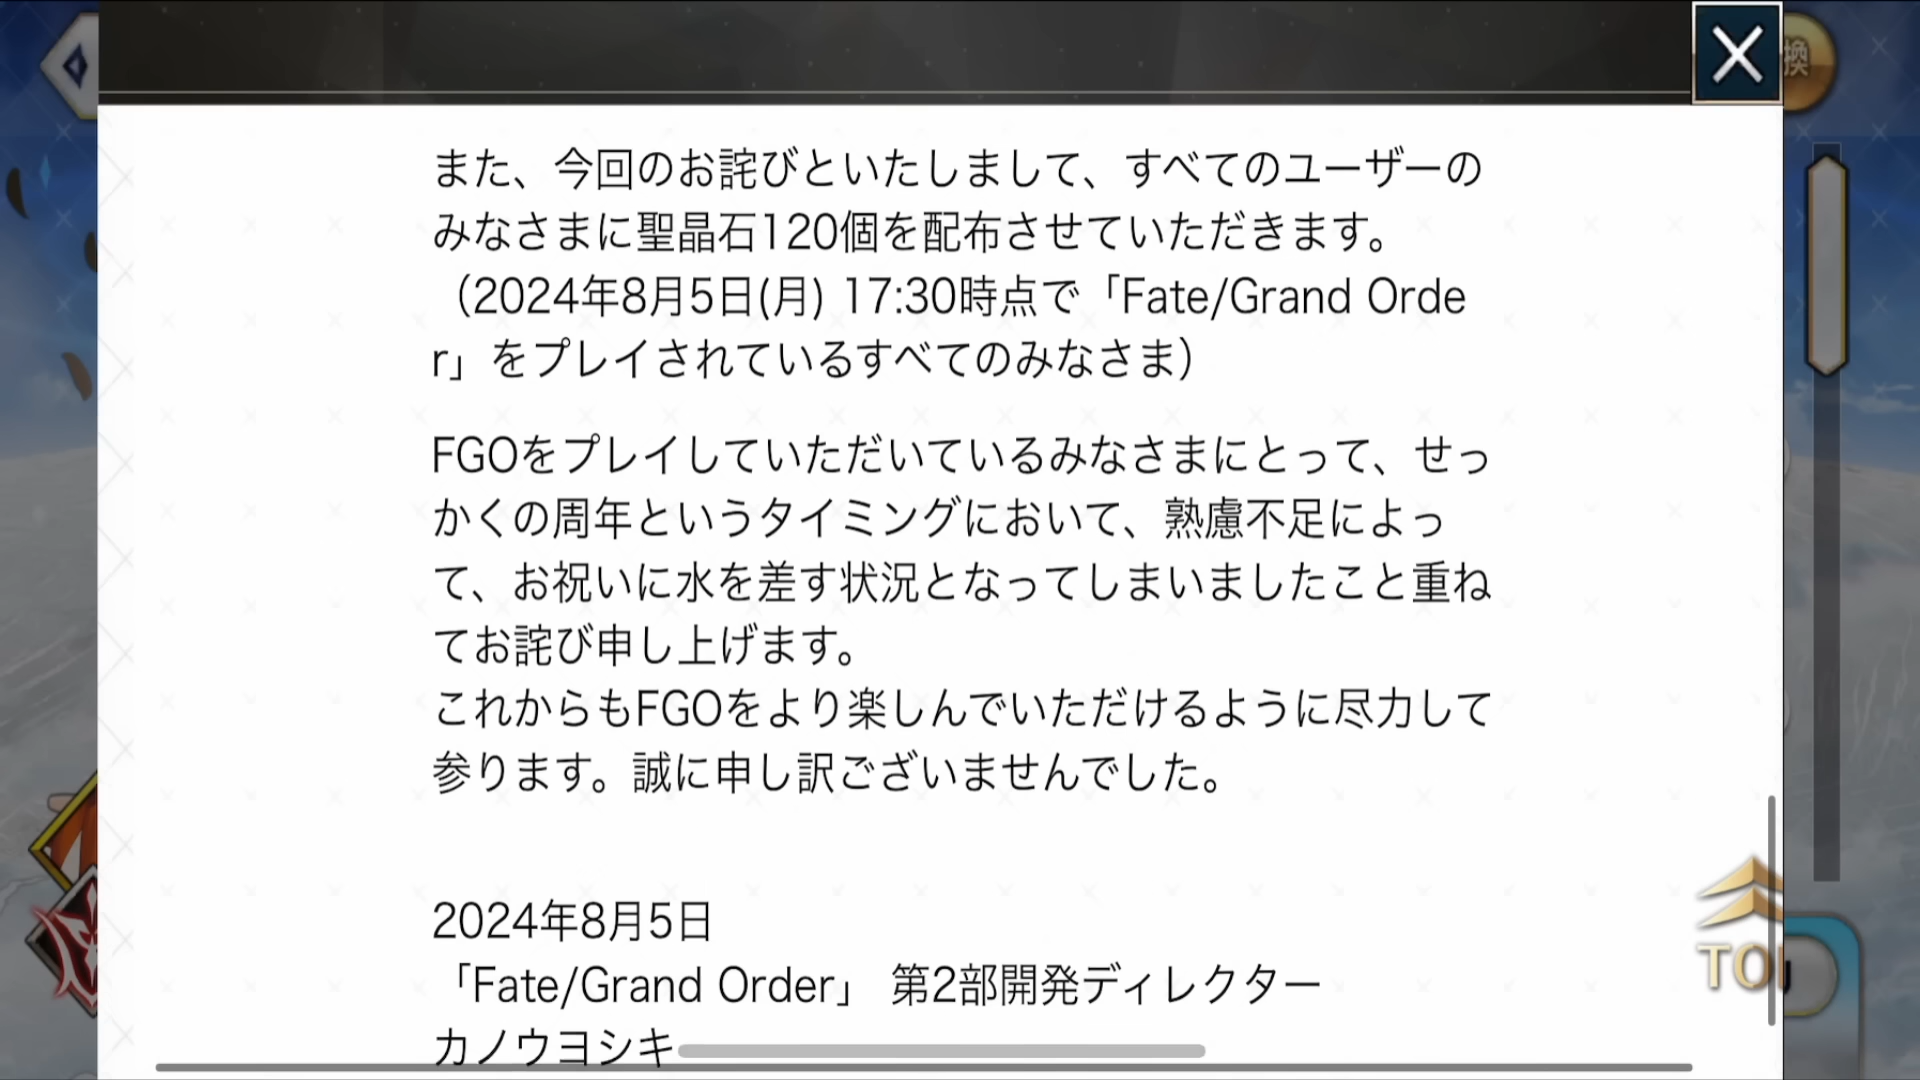 換
また、今回のお詫びといたしまして、すべてのユーザーの
みなさまに聖晶石120個を配布させていただきます。
（2024年8月5日(月) 17:30時点で「Fate/Grand Orde
r」をプレイされているすべてのみなさま）
FGOをプレイしていただいているみなさまにとって、せっ
かくの周年というタイミングにおいて、熟慮不足によっ
て、お祝いに水を差す状況となってしまいましたこと重ね
てお詫び申し上げます。
これからもFGOをより楽しんでいただけるように尽力して
参ります。誠に申し訳ございませんでした。
2024年8月5日
「Fate/Grand Order」 第2部開発ディレクター
カノウヨシキ
TO